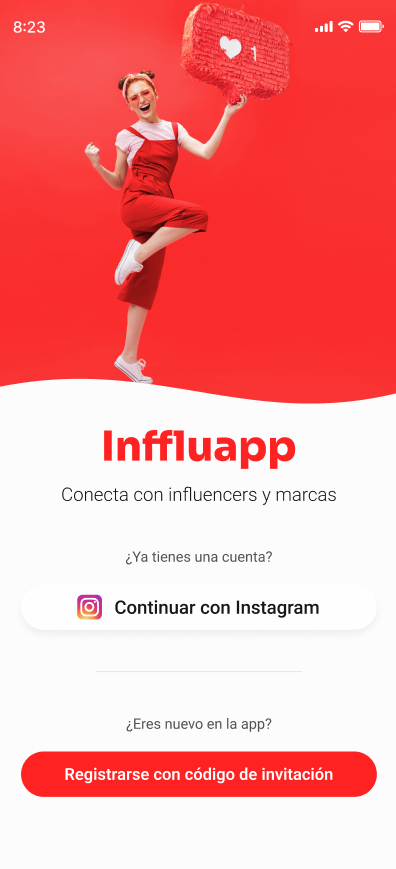 8:23
1
Inffluapp
Conecta con influencers y marcas
¿Ya tienes una cuenta?
Continuar con Instagram
¿Eres nuevo en la app?
Registrarse con código de invitación